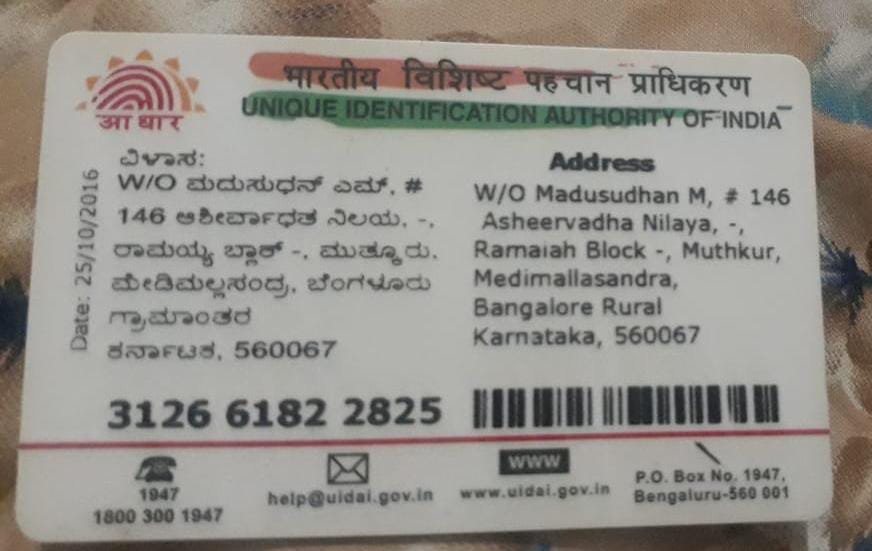 भारतीय विशिष्ट पहचान प्राधिकरण
UNIQUE IDENTIFICATION AUTHORITY OF INDIA
आधार
Date: 25/10/2016
ವಿಳಾಸ:
W/O ಮದುಸುಧನ್ ಎಮ್, #
146 ಆಶೀರ್ವಾಧತ ನಿಲಯ, -,
ರಾಮಯ್ಯ ಬ್ಲಾಕ್ -, ಮುತ್ಕೂರು,
ಮೇಡಿಮಲ್ಲಸಂದ್ರ, ಬೆಂಗಳೂರು
ಗ್ರಾಮಾಂತರ
ಕರ್ನಾಟಕ, 560067
Address
W/O Madusudhan M, # 146
Asheervadha Nilaya, -,
Ramaiah Block -, Muthkur,
Medimallasandra,
Bangalore Rural
Karnataka, 560067
3126 6182 2825
1947
1800 300 1947
help@uidai.gov.in
www
www.uidai.gov.in
P.O. Box No. 1947,
Bengaluru-560 001